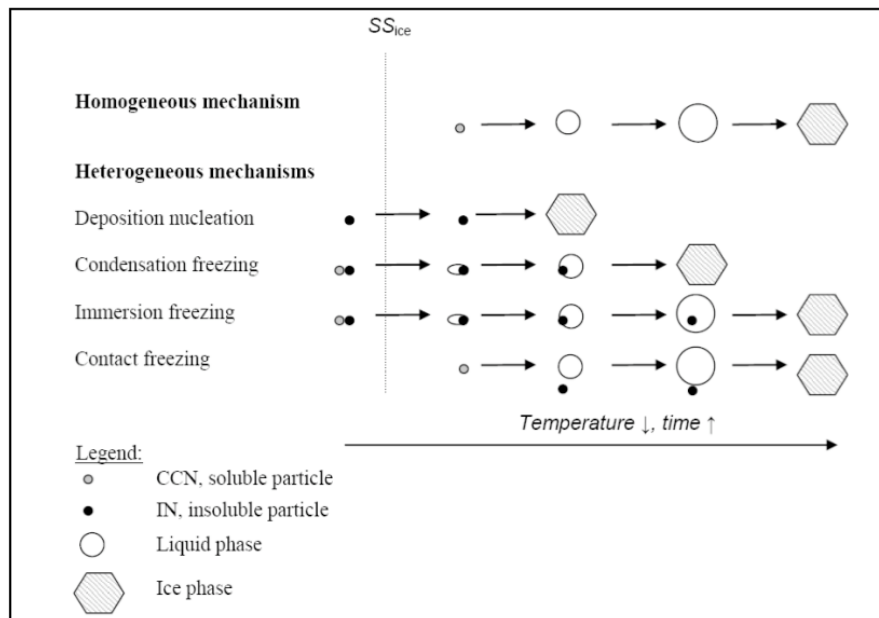 SSice
Homogeneous mechanism
Heterogeneous mechanisms
Deposition nucleation
Condensation freezing
Immersion freezing
Contact freezing
Temperature ↓, time ↑
Legend:
CCN, soluble particle
IN, insoluble particle
Liquid phase
Ice phase